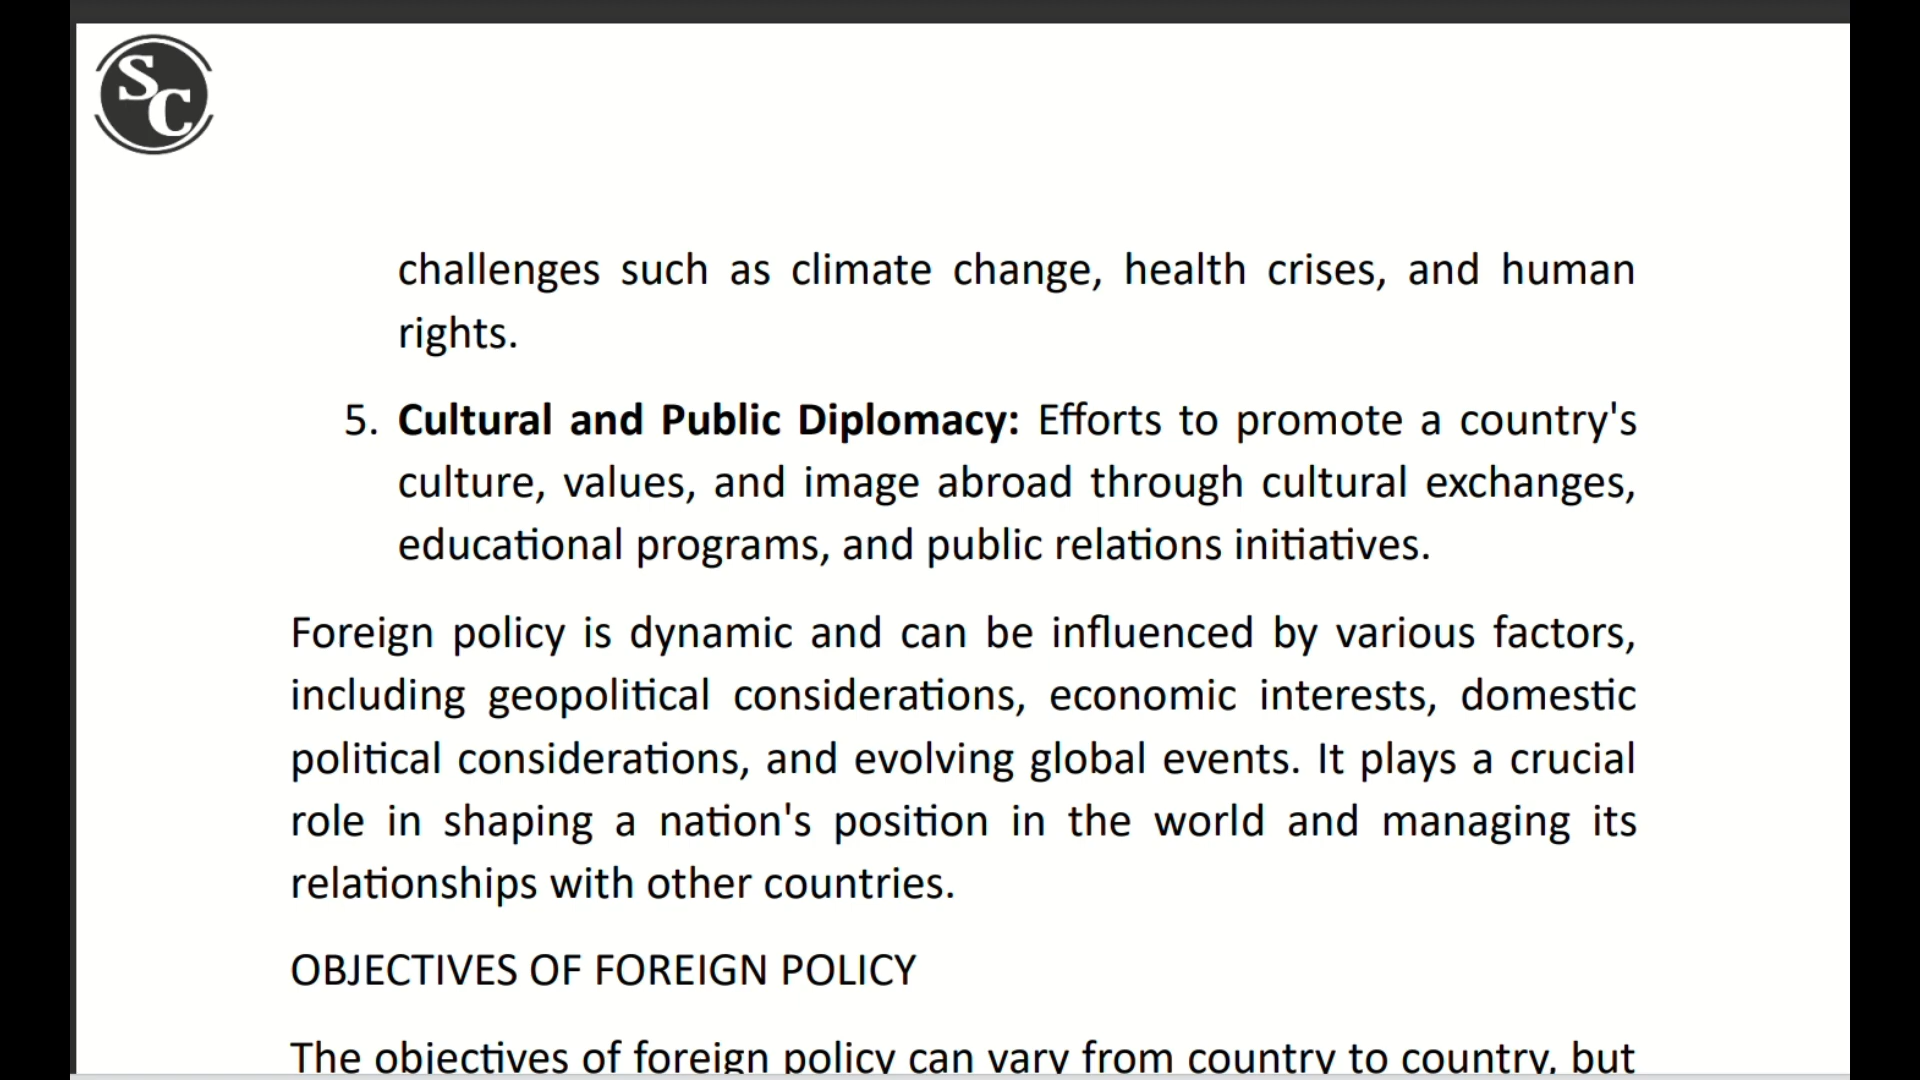 SC
challenges such as climate change, health crises, and human
rights.
5. Cultural and Public Diplomacy: Efforts to promote a country's
culture, values, and image abroad through cultural exchanges,
educational programs, and public relations initiatives.
Foreign policy is dynamic and can be influenced by various factors,
including geopolitical considerations, economic interests, domestic
political considerations, and evolving global events. It plays a crucial
role in shaping a nation's position in the world and managing its
relationships with other countries.
OBJECTIVES OF FOREIGN POLICY
The objectives of foreign policy can vary from country to country, but